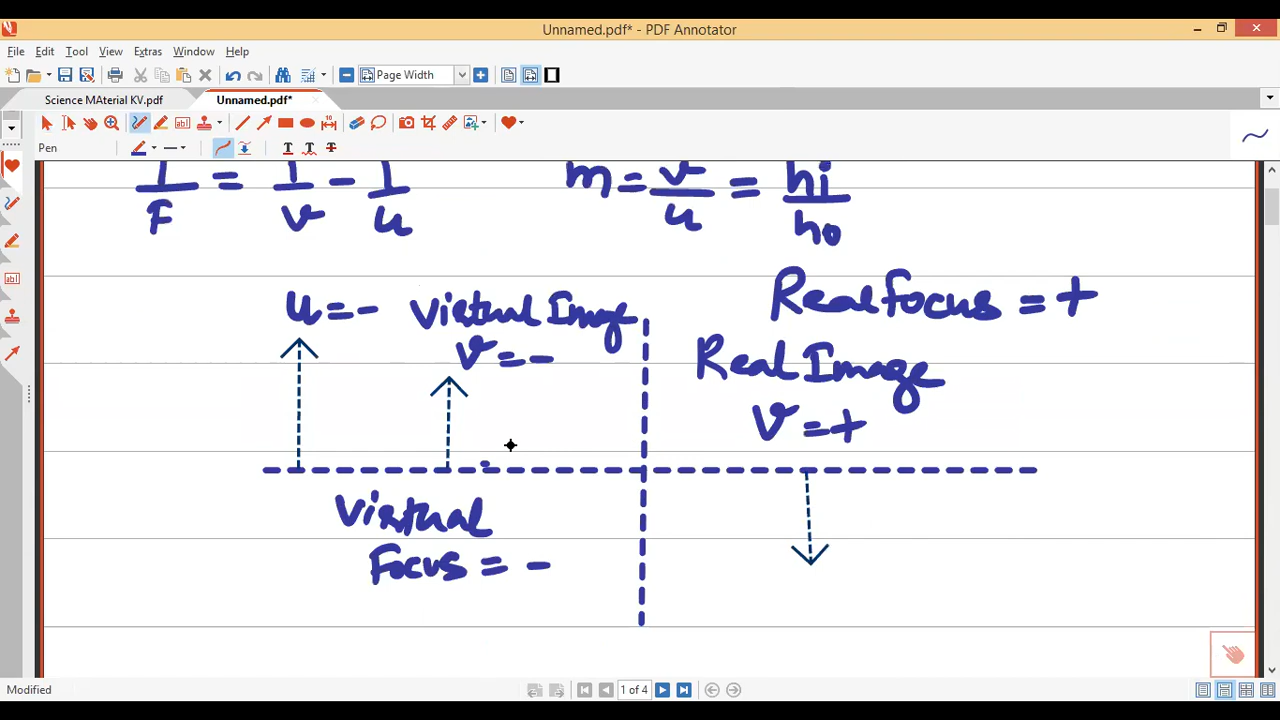 Unnamed.pdf* - PDF Annotator
File Edit Tool View Extras Window Help
Page Width
Science MAterial KV.pdf Unnamed.pdf*
Pen
1/F = 1/v - 1/u
m = v/u = hi/ho
u = - Virtual Image
v = -
Real focus = +
Real Image
v = +
Virtual
Focus = -
Modified
1 of 4